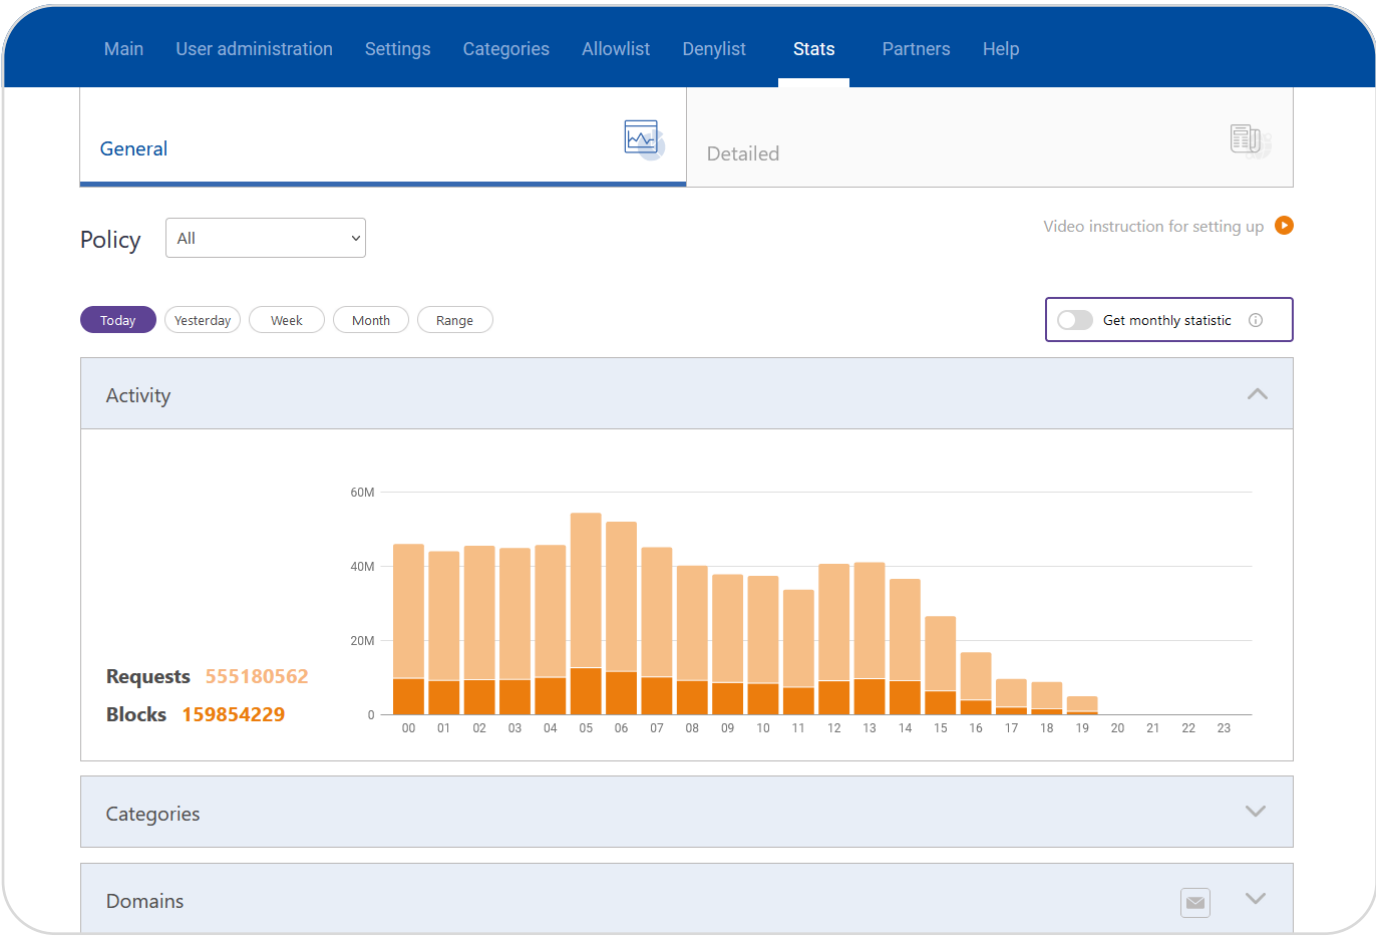 Main User administration Settings Categories Allowlist Denylist Stats Partners Help
General
Detailed
Policy All
Video instruction for setting up
Today Yesterday Week Month Range
Get monthly statistic
Activity
60M
40M
20M
0
Requests 555180562
Blocks 159854229
00 01 02 03 04 05 06 07 08 09 10 11 12 13 14 15 16 17 18 19 20 21 22 23
Categories
Domains